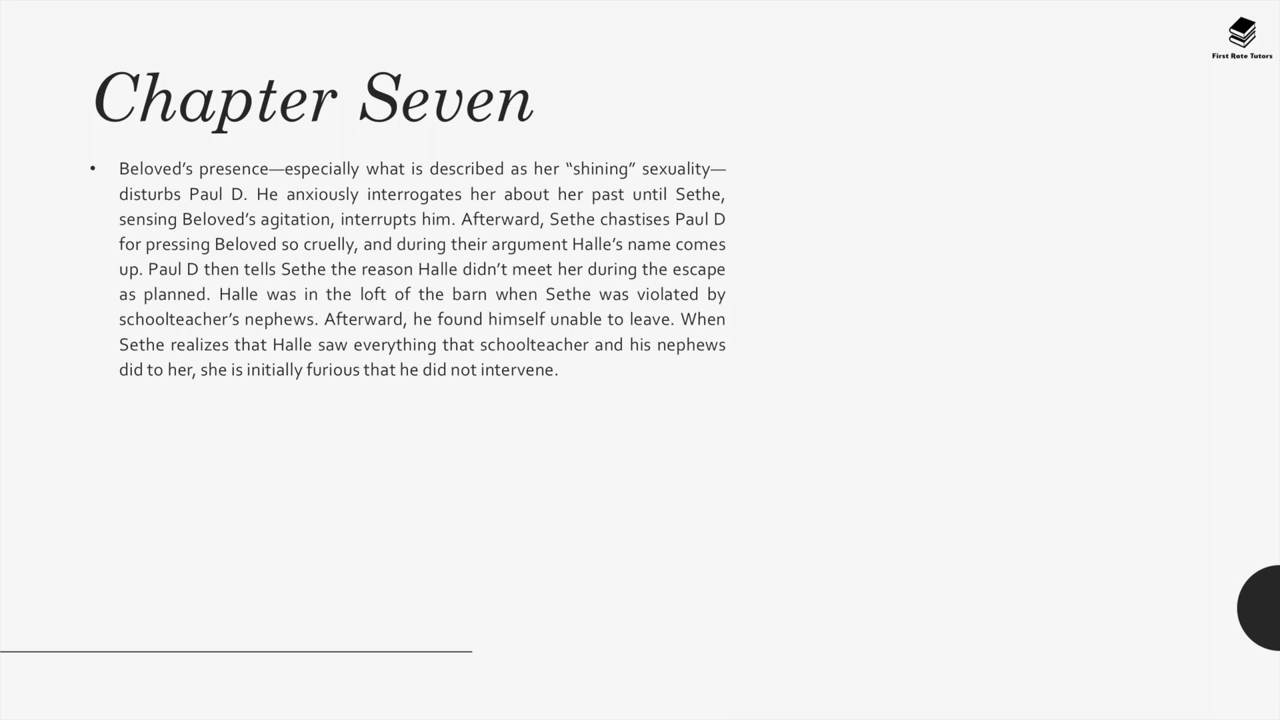 First Rate Tutors
Chapter Seven
• Beloved’s presence—especially what is described as her “shining” sexuality—
disturbs Paul D. He anxiously interrogates her about her past until Sethe,
sensing Beloved’s agitation, interrupts him. Afterward, Sethe chastises Paul D
for pressing Beloved so cruelly, and during their argument Halle’s name comes
up. Paul D then tells Sethe the reason Halle didn’t meet her during the escape
as planned. Halle was in the loft of the barn when Sethe was violated by
schoolteacher’s nephews. Afterward, he found himself unable to leave. When
Sethe realizes that Halle saw everything that schoolteacher and his nephews
did to her, she is initially furious that he did not intervene.